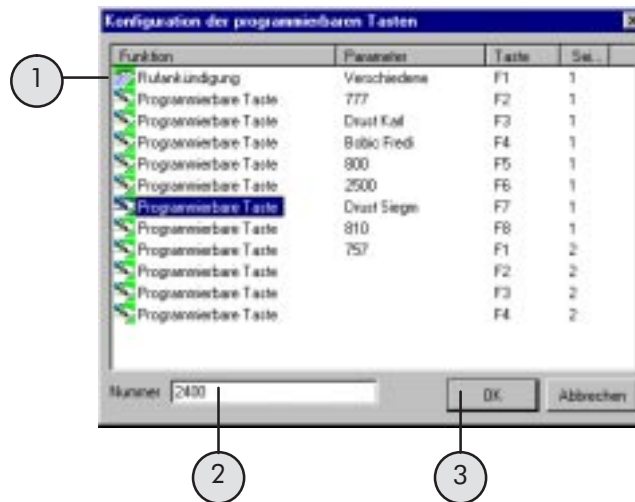 Konfiguration der programmierbaren Tasten
Funktion Parameter Taste Sei...
1
Rufankündigung Verschiedene F1 1
Programmierbare Taste 777 F2 1
Programmierbare Taste Drust Karl F3 1
Programmierbare Taste Bobic Fredi F4 1
Programmierbare Taste 800 F5 1
Programmierbare Taste 2500 F6 1
Programmierbare Taste Drust Siegm F7 1
Programmierbare Taste 810 F8 1
Programmierbare Taste 757 F1 2
Programmierbare Taste F2 2
Programmierbare Taste F3 2
Programmierbare Taste F4 2
Nummer 2400 OK Abbrechen
2 3